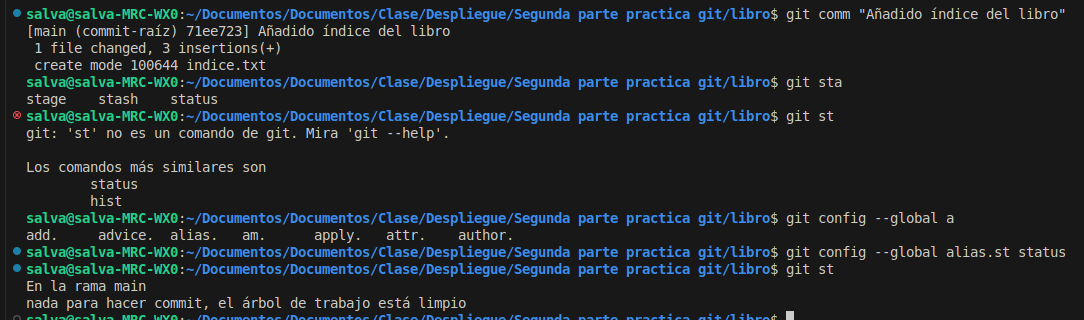 salva@salva-MRC-WX0:~/Documentos/Documentos/Clase/Despliegue/Segunda parte practica git/libro$ git comm "Añadido índice del libro"
[main (commit-raíz) 71ee723] Añadido índice del libro
 1 file changed, 3 insertions(+)
 create mode 100644 indice.txt
salva@salva-MRC-WX0:~/Documentos/Documentos/Clase/Despliegue/Segunda parte practica git/libro$ git sta
stage    stash    status
salva@salva-MRC-WX0:~/Documentos/Documentos/Clase/Despliegue/Segunda parte practica git/libro$ git st
git: 'st' no es un comando de git. Mira 'git --help'.

Los comandos más similares son
        status
        hist
salva@salva-MRC-WX0:~/Documentos/Documentos/Clase/Despliegue/Segunda parte practica git/libro$ git config --global a
add.     advice.  alias.   am.      apply.   attr.    author.
salva@salva-MRC-WX0:~/Documentos/Documentos/Clase/Despliegue/Segunda parte practica git/libro$ git config --global alias.st status
salva@salva-MRC-WX0:~/Documentos/Documentos/Clase/Despliegue/Segunda parte practica git/libro$ git st
En la rama main
nada para hacer commit, el árbol de trabajo está limpio
salva@salva-MRC-WX0:~/Documentos/Documentos/Clase/Despliegue/Segunda parte practica git/libro$